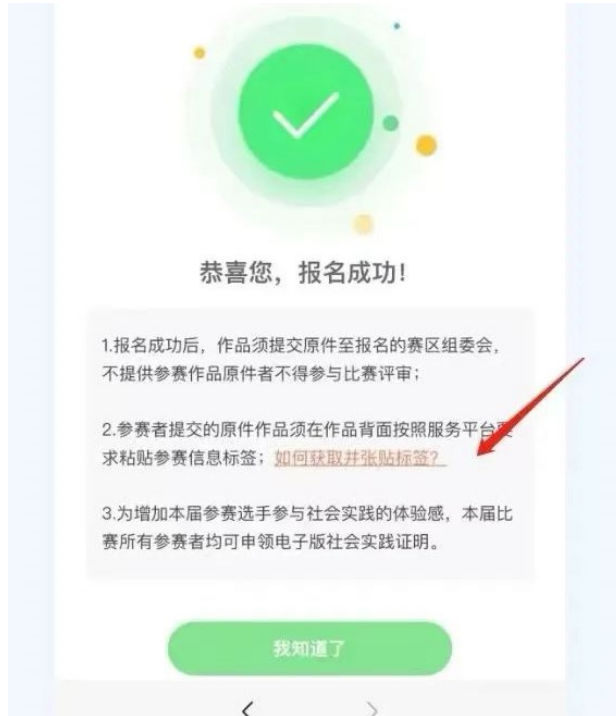 恭喜您，报名成功！
1.报名成功后，作品须提交原件至报名的赛区组委会，
不提供参赛作品原件者不得参与比赛评审；
2.参赛者提交的原件作品须在作品背面按照服务平台要
求粘贴参赛信息标签；如何获取并张贴标签？
3.为增加本届参赛选手参与社会实践的体验感，本届比
赛所有参赛者均可申领电子版社会实践证明。
我知道了